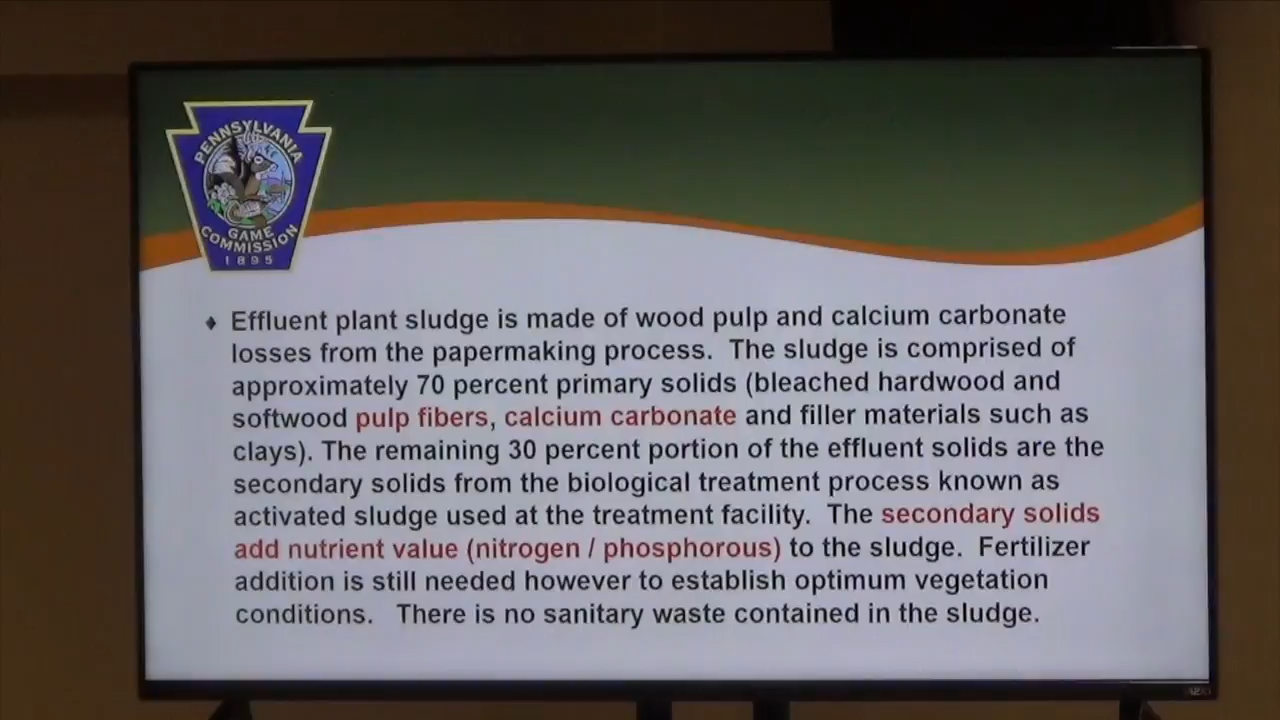 PENNSYLVANIA
GAME
COMMISSION
1895
♦ Effluent plant sludge is made of wood pulp and calcium carbonate
losses from the papermaking process. The sludge is comprised of
approximately 70 percent primary solids (bleached hardwood and
softwood pulp fibers, calcium carbonate and filler materials such as
clays). The remaining 30 percent portion of the effluent solids are the
secondary solids from the biological treatment process known as
activated sludge used at the treatment facility. The secondary solids
add nutrient value (nitrogen / phosphorous) to the sludge. Fertilizer
addition is still needed however to establish optimum vegetation
conditions. There is no sanitary waste contained in the sludge.